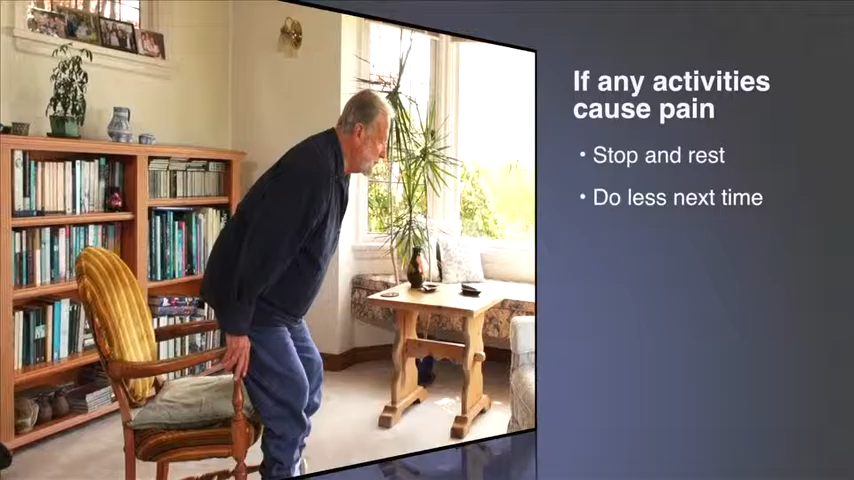 If any activities
cause pain
• Stop and rest
• Do less next time